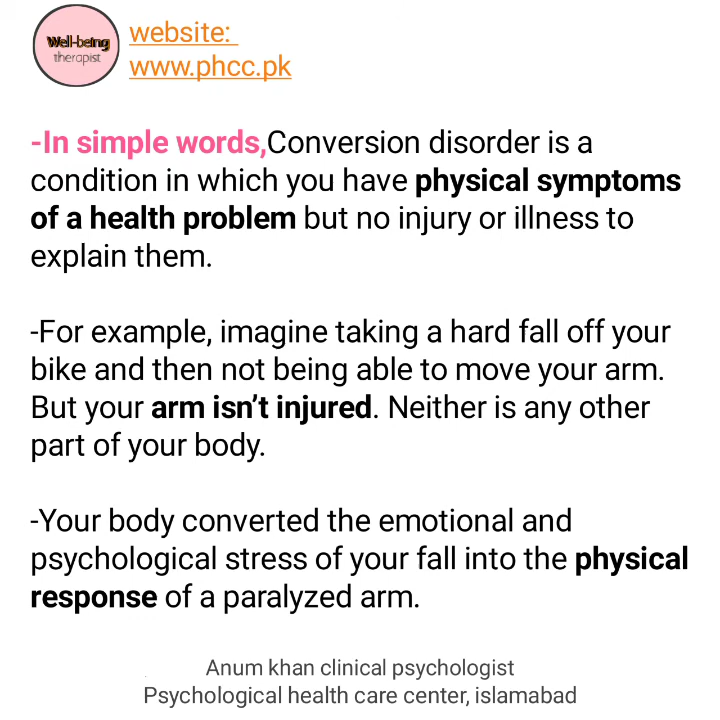 Well-being
therapist
website:
www.phcc.pk
-In simple words,Conversion disorder is a
condition in which you have physical symptoms
of a health problem but no injury or illness to
explain them.
-For example, imagine taking a hard fall off your
bike and then not being able to move your arm.
But your arm isn't injured. Neither is any other
part of your body.
-Your body converted the emotional and
psychological stress of your fall into the physical
response of a paralyzed arm.
Anum khan clinical psychologist
Psychological health care center, islamabad